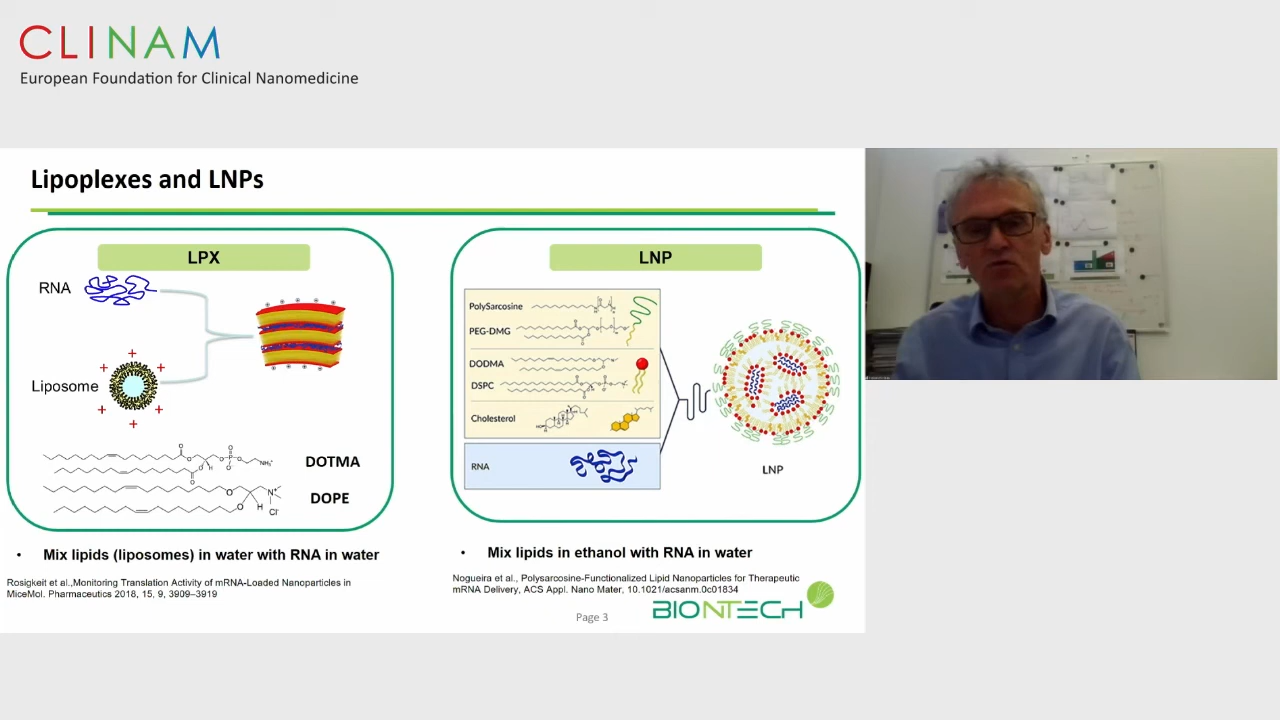 CLINAM
European Foundation for Clinical Nanomedicine
Lipoplexes and LNPs
LPX
RNA
Liposome
DOTMA
DOPE
• Mix lipids (liposomes) in water with RNA in water
Rosigkeit et al.,Monitoring Translation Activity of mRNA-Loaded Nanoparticles in
MiceMol. Pharmaceutics 2018, 15, 9, 3909–3919
LNP
PolySarcosine
PEG-DMG
DODMA
DSPC
Cholesterol
RNA
LNP
• Mix lipids in ethanol with RNA in water
Nogueira et al., Polysarcosine-Functionalized Lipid Nanoparticles for Therapeutic
mRNA Delivery, ACS Appl. Nano Mater, 10.1021/acsanm.0c01834
Page 3
BIONTECH